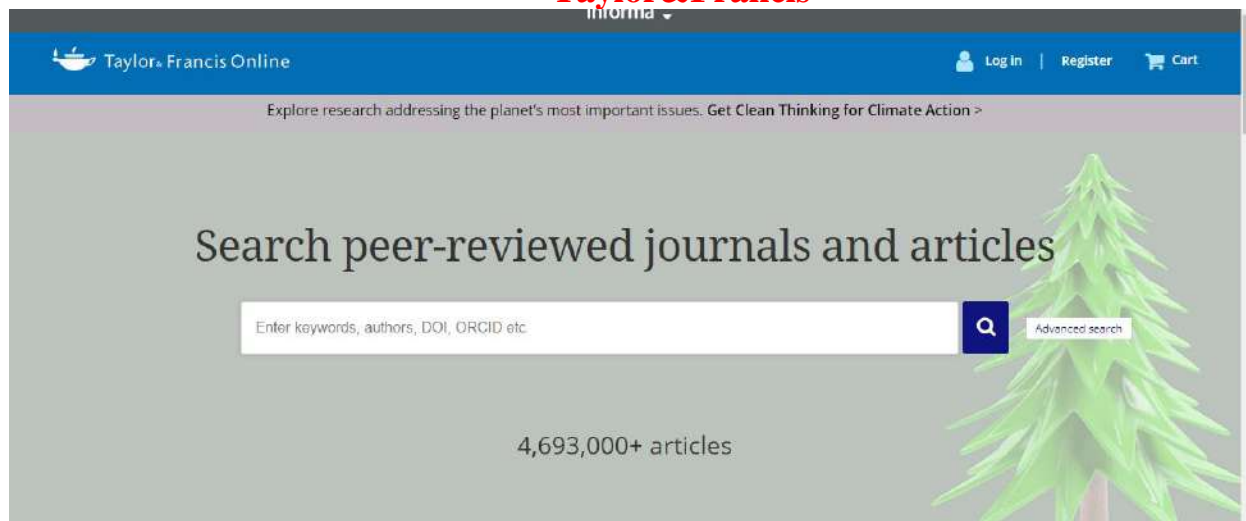 Taylor&Francis
informa
Taylor & Francis Online
Log in | Register Cart
Explore research addressing the planet's most important issues. Get Clean Thinking for Climate Action >
Search peer-reviewed journals and articles
Enter keywords, authors, DOI, ORCID etc
Advanced search
4,693,000+ articles